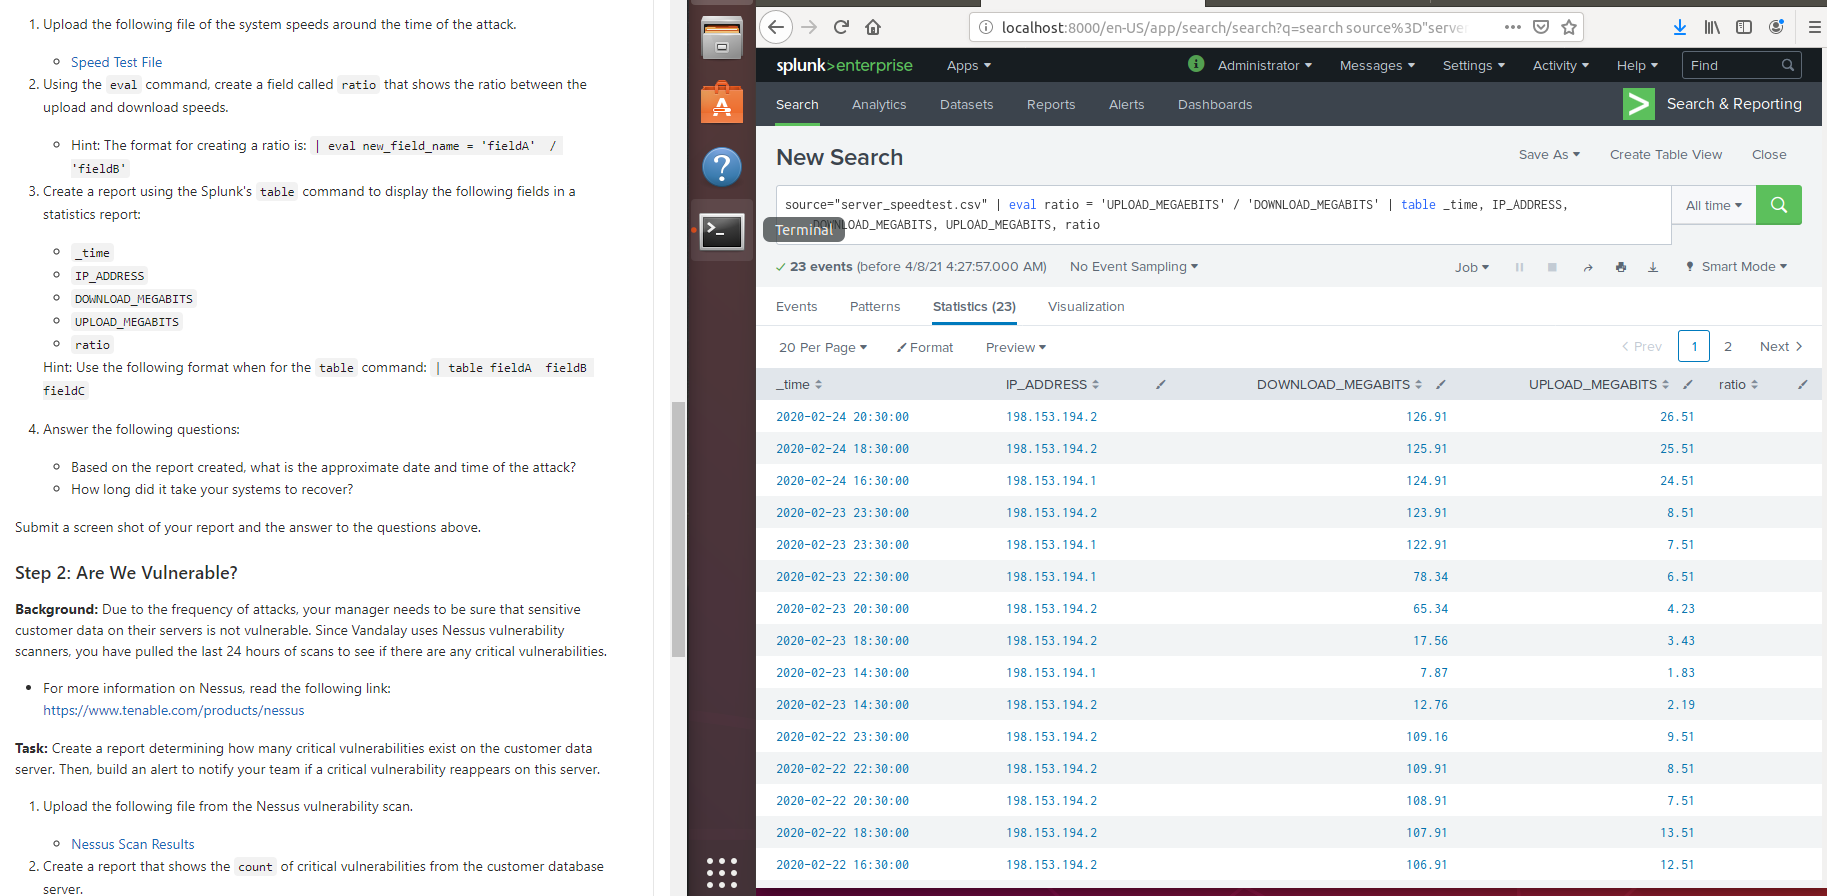 1. Upload the following file of the system speeds around the time of the attack.
Speed Test File
2. Using the eval command, create a field called ratio that shows the ratio between the
upload and download speeds.
Hint: The format for creating a ratio is: | eval new_field_name = 'fieldA' /
'fieldB'
3. Create a report using the Splunk's table command to display the following fields in a
statistics report:
_time
IP_ADDRESS
DOWNLOAD_MEGABITS
UPLOAD_MEGABITS
ratio
Hint: Use the following format when for the table command: | table fieldA fieldB
fieldC
4. Answer the following questions:
Based on the report created, what is the approximate date and time of the attack?
How long did it take your systems to recover?
Submit a screen shot of your report and the answer to the questions above.
Step 2: Are We Vulnerable?
Background: Due to the frequency of attacks, your manager needs to be sure that sensitive
customer data on their servers is not vulnerable. Since Vandalay uses Nessus vulnerability
scanners, you have pulled the last 24 hours of scans to see if there are any critical vulnerabilities.
For more information on Nessus, read the following link:
https://www.tenable.com/products/nessus
Task: Create a report determining how many critical vulnerabilities exist on the customer data
server. Then, build an alert to notify your team if a critical vulnerability reappears on this server.
1. Upload the following file from the Nessus vulnerability scan.
Nessus Scan Results
2. Create a report that shows the count of critical vulnerabilities from the customer database
server.
Terminal
localhost:8000/en-US/app/search/search?q=search source%3D"server
splunk>enterprise Apps Administrator Messages Settings Activity Help Find
Search Analytics Datasets Reports Alerts Dashboards Search & Reporting
New Search Save As Create Table View Close
source="server_speedtest.csv" | eval ratio = 'UPLOAD_MEGAEBITS' / 'DOWNLOAD_MEGABITS' | table _time, IP_ADDRESS,
LOAD_MEGABITS, UPLOAD_MEGABITS, ratio
All time
23 events (before 4/8/21 4:27:57.000 AM) No Event Sampling Job Smart Mode
Events Patterns Statistics (23) Visualization
20 Per Page Format Preview < Prev 1 2 Next >
_time IP_ADDRESS DOWNLOAD_MEGABITS UPLOAD_MEGABITS ratio
2020-02-24 20:30:00 198.153.194.2 126.91 26.51
2020-02-24 18:30:00 198.153.194.2 125.91 25.51
2020-02-24 16:30:00 198.153.194.1 124.91 24.51
2020-02-23 23:30:00 198.153.194.2 123.91 8.51
2020-02-23 23:30:00 198.153.194.1 122.91 7.51
2020-02-23 22:30:00 198.153.194.1 78.34 6.51
2020-02-23 20:30:00 198.153.194.2 65.34 4.23
2020-02-23 18:30:00 198.153.194.2 17.56 3.43
2020-02-23 14:30:00 198.153.194.1 7.87 1.83
2020-02-23 14:30:00 198.153.194.2 12.76 2.19
2020-02-22 23:30:00 198.153.194.2 109.16 9.51
2020-02-22 22:30:00 198.153.194.2 109.91 8.51
2020-02-22 20:30:00 198.153.194.2 108.91 7.51
2020-02-22 18:30:00 198.153.194.2 107.91 13.51
2020-02-22 16:30:00 198.153.194.2 106.91 12.51